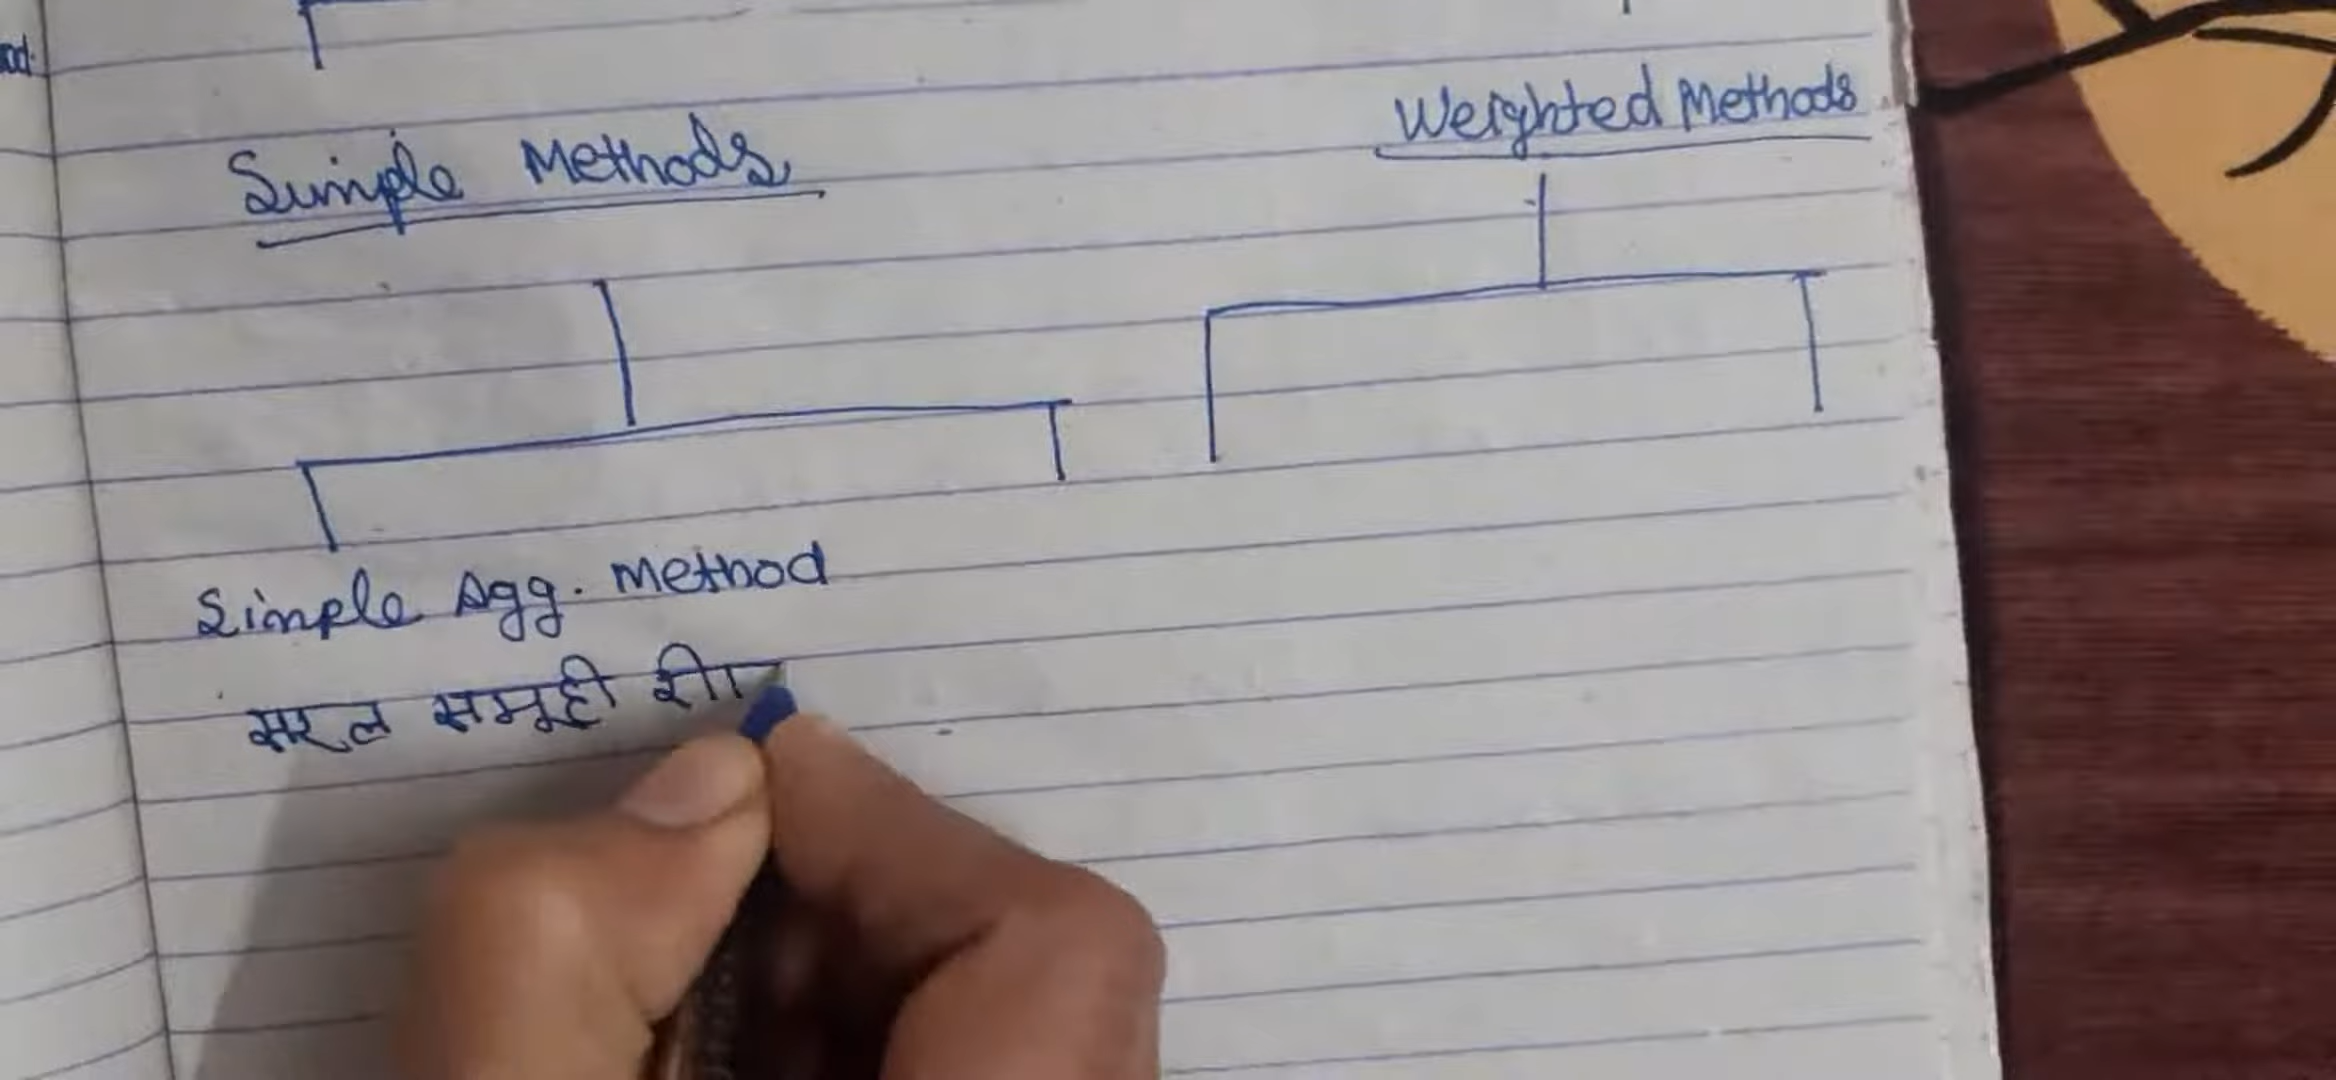 Simple Methods
Weighted Methods
Simple Agg. Method
सरल समूही